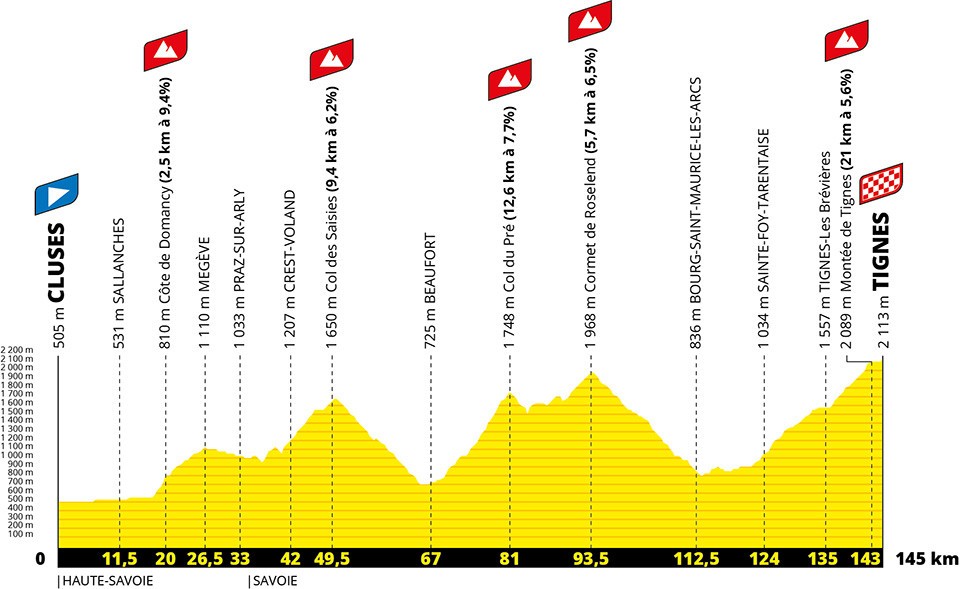 505 m CLUSES
531 m SALLANCHES
810 m Côte de Domancy (2,5 km à 9,4%)
1 110 m MEGÈVE
1 033 m PRAZ-SUR-ARLY
1 207 m CREST-VOLAND
1 650 m Col des Saisies (9,4 km à 6,2%)
725 m BEAUFORT
1 748 m Col du Pré (12,6 km à 7,7%)
1 968 m Cormet de Roselend (5,7 km à 6,5%)
836 m BOURG-SAINT-MAURICE-LES-ARCS
1 034 m SAINTE-FOY-TARENTAISE
1 557 m TIGNES-Les Brévières
2 089 m Montée de Tignes (21 km à 5,6%)
2 113 m TIGNES
2 200 m
2 100 m
2 000 m
1 900 m
1 800 m
1 700 m
1 600 m
1 500 m
1 400 m
1 300 m
1 200 m
1 100 m
1 000 m
900 m
800 m
700 m
600 m
500 m
400 m
300 m
200 m
100 m
0 11,5 20 26,5 33 42 49,5 67 81 93,5 112,5 124 135 143 145 km
HAUTE-SAVOIE SAVOIE